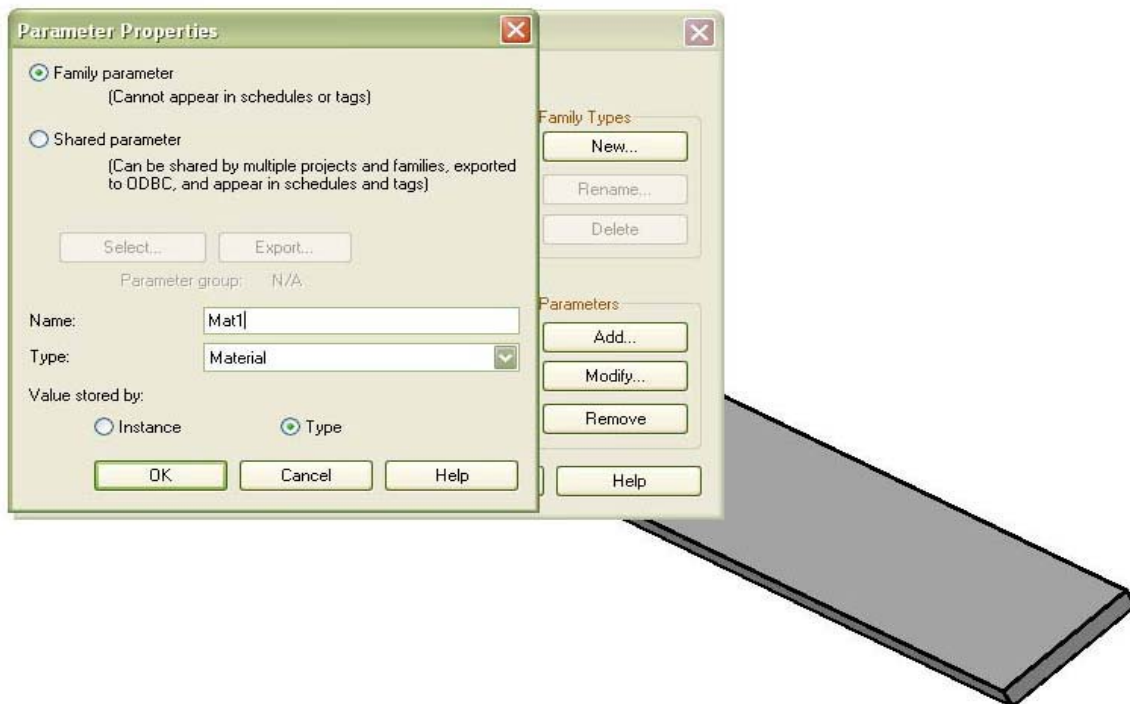 Parameter Properties
Family parameter
(Cannot appear in schedules or tags)
Shared parameter
(Can be shared by multiple projects and families, exported
to ODBC, and appear in schedules and tags)
Select...
Export...
Parameter group:
N/A
Name:
Mat1
Type:
Material
Value stored by:
Instance
Type
OK
Cancel
Help
Family Types
New...
Rename...
Delete
Parameters
Add...
Modify...
Remove
Help